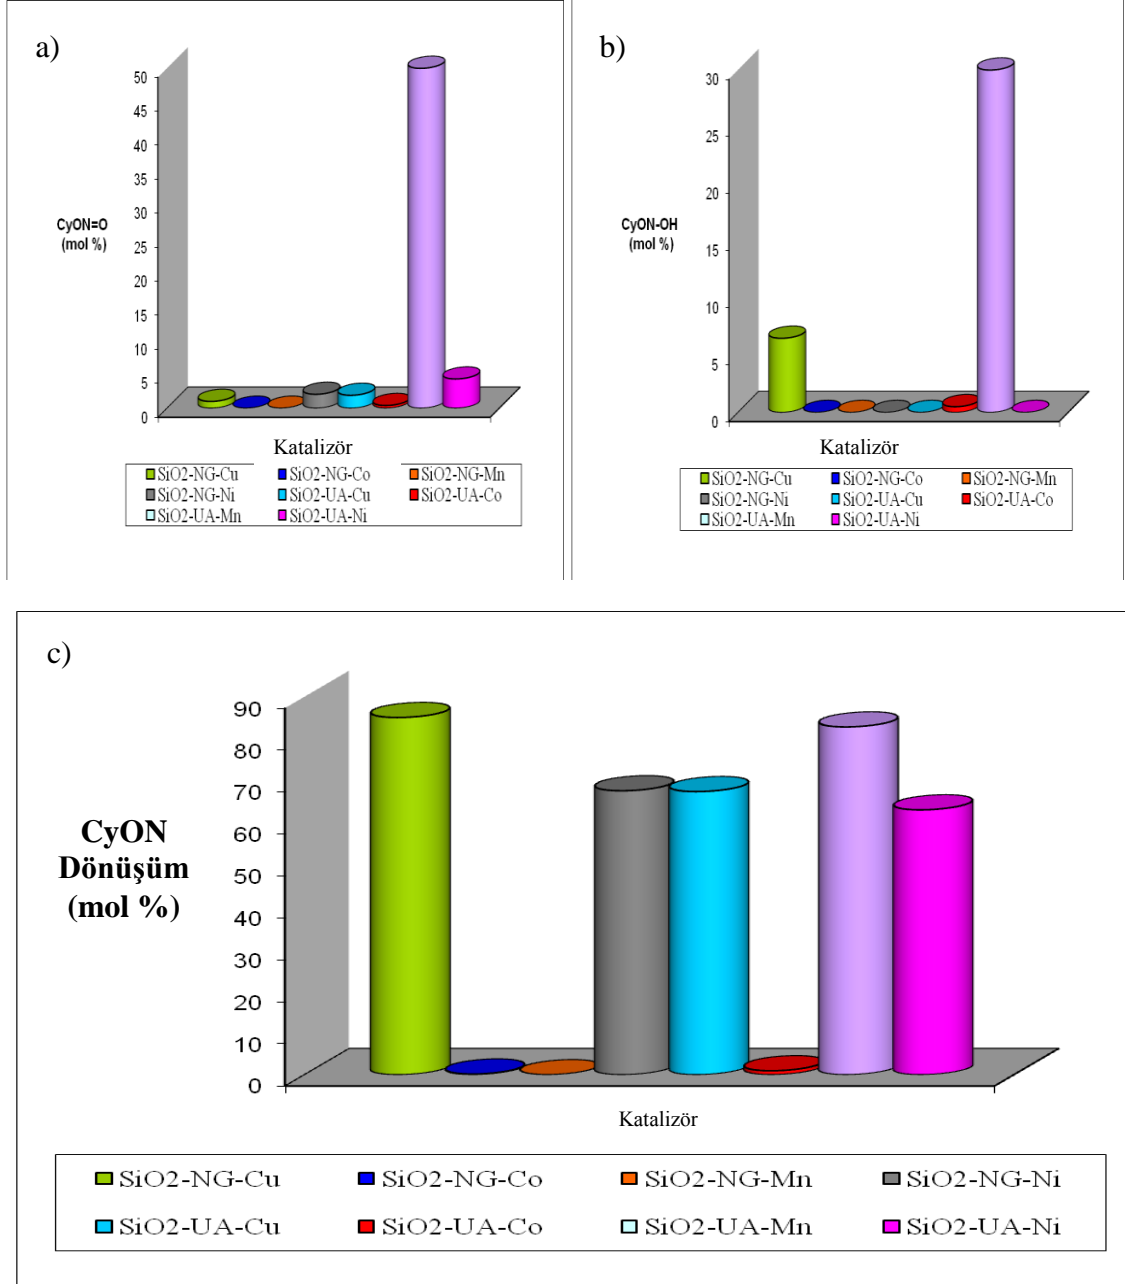 a)
50
45
40
35
30
25
20
15
10
5
0
CyON=O
(mol %)
Katalizör
SiO2-NG-Cu SiO2-NG-Co SiO2-NG-Mn
SiO2-NG-Ni SiO2-UA-Cu SiO2-UA-Co
SiO2-UA-Mn SiO2-UA-Ni
b)
30
25
20
15
10
5
0
CyON-OH
(mol %)
Katalizör
SiO2-NG-Cu SiO2-NG-Co SiO2-NG-Mn
SiO2-NG-Ni SiO2-UA-Cu SiO2-UA-Co
SiO2-UA-Mn SiO2-UA-Ni
c)
90
80
70
60
50
40
30
20
10
0
CyON
Dönüşüm
(mol %)
Katalizör
SiO2-NG-Cu SiO2-NG-Co SiO2-NG-Mn SiO2-NG-Ni
SiO2-UA-Cu SiO2-UA-Co SiO2-UA-Mn SiO2-UA-Ni